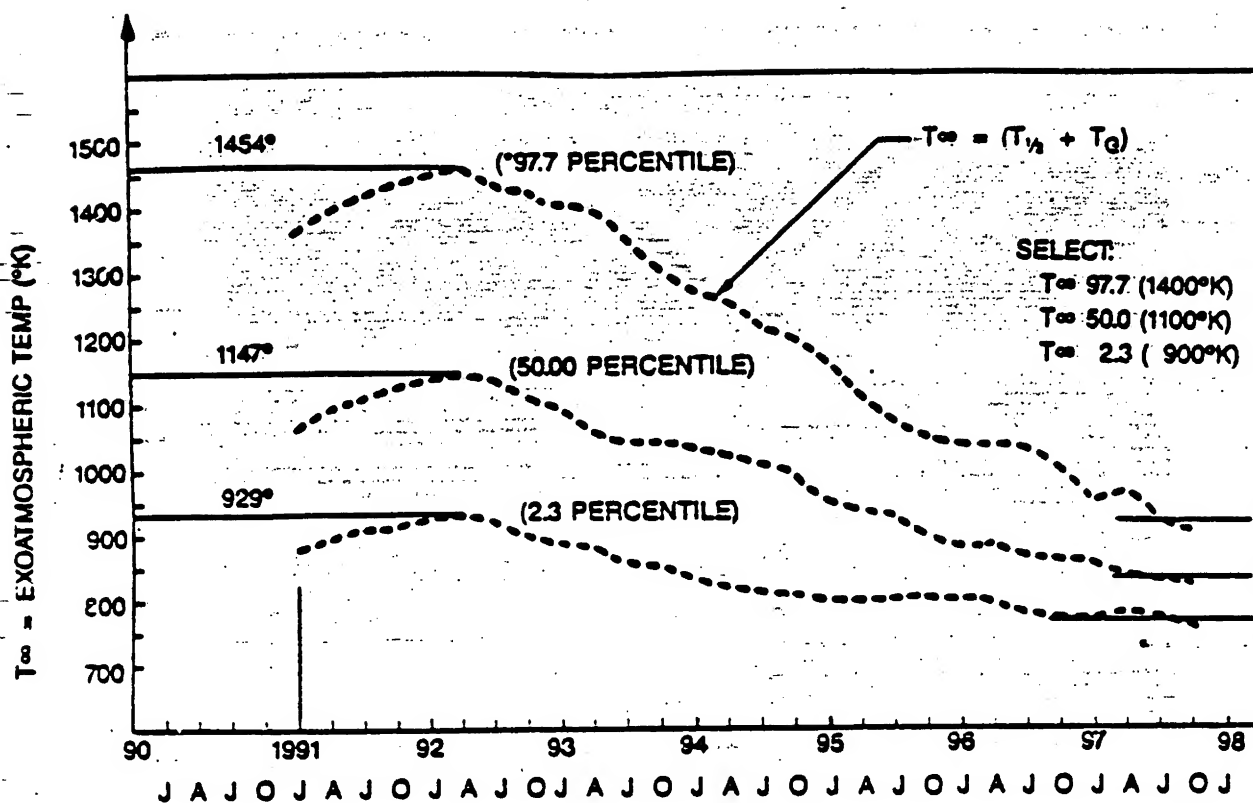 T∞ = EXOATMOSPHERIC TEMP (°K)
1500
1400
1300
1200
1100
1000
900
800
700
1454°
(*97.7 PERCENTILE)
T∞ = (T½ + TG)
SELECT:
T∞ 97.7 (1400°K)
T∞ 50.0 (1100°K)
T∞ 2.3 ( 900°K)
1147°
(50.00 PERCENTILE)
929°
(2.3 PERCENTILE)
90 1991 92 93 94 95 96 97 98
J A J O J A J O J A J O J A J O J A J O J A J O J A J O J A J O J